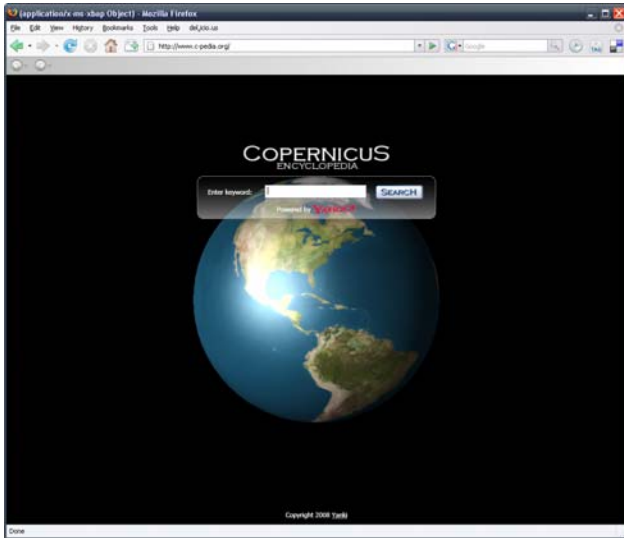 (application/x-ms-xbap Object) - Mozilla Firefox
File Edit View History Bookmarks Tools Help del.icio.us
http://www.c-pedia.org/
Google
COPERNICUS
ENCYCLOPEDIA
Enter keyword:
SEARCH
Powered by
Copyright 2008 Yanki
Done